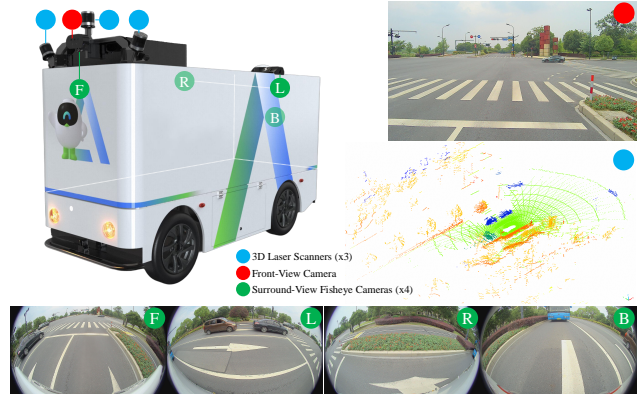 F
R
L
B
3D Laser Scanners (x3)
Front-View Camera
Surround-View Fisheye Cameras (x4)
F
L
R
B